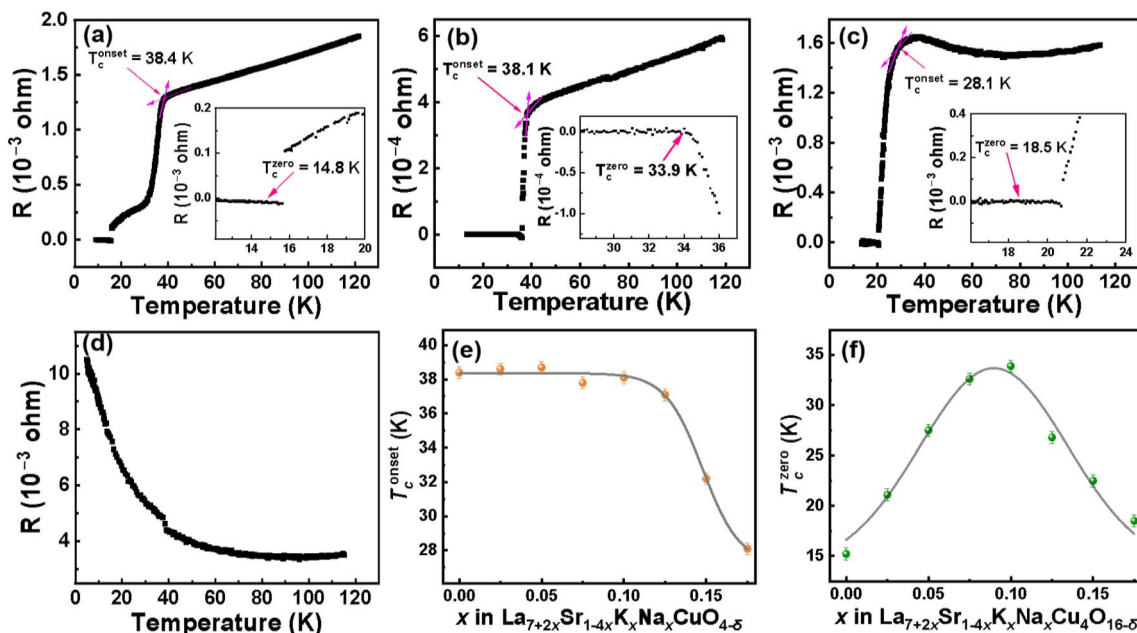 (a)
R (10⁻³ ohm)
2.0
1.5
1.0
0.5
0.0
T_c^onset = 38.4 K
0.2
0.1
0.0
R (10⁻³ ohm)
T_c^zero = 14.8 K
14 16 18 20
0 20 40 60 80 100 120
Temperature (K)
(b)
R (10⁻⁴ ohm)
6
4
2
0
T_c^onset = 38.1 K
0.0
-0.5
-1.0
R (10⁻⁴ ohm)
T_c^zero =
33.9 K
30 32 34 36
0 20 40 60 80 100 120
Temperature (K)
(c)
R (10⁻³ ohm)
1.6
1.2
0.8
0.4
0.0
T_c^onset = 28.1 K
0.4
0.2
0.0
R (10⁻³ ohm)
T_c^zero = 18.5 K
18 20 22 24
0 20 40 60 80 100 120
Temperature (K)
(d)
R (10⁻³ ohm)
10
8
6
4
0 20 40 60 80 100 120
Temperature (K)
(e)
T_c^onset (K)
40
38
36
34
32
30
28
0.00 0.05 0.10 0.15
x in La₇₊₂ₓSr₁₋₄ₓKₓNaₓCuO₄₋δ
(f)
T_c^zero (K)
35
30
25
20
15
0.00 0.05 0.10 0.15
x in La₇₊₂ₓSr₁₋₄ₓKₓNaₓCu₄O₁₆₋δ